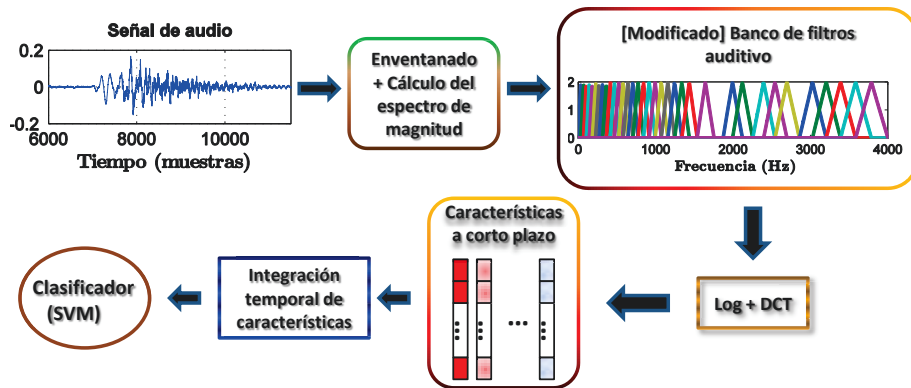 Señal de audio
0.2
0
-0.2
6000 8000 10000
Tiempo (muestras)
Enventanado
+ Cálculo del
espectro de
magnitud
[Modificado] Banco de filtros
auditivo
2
1
0
0 1000 2000 3000 4000
Frecuencia (Hz)
Log + DCT
Características
a corto plazo
Integración
temporal de
características
Clasificador
(SVM)